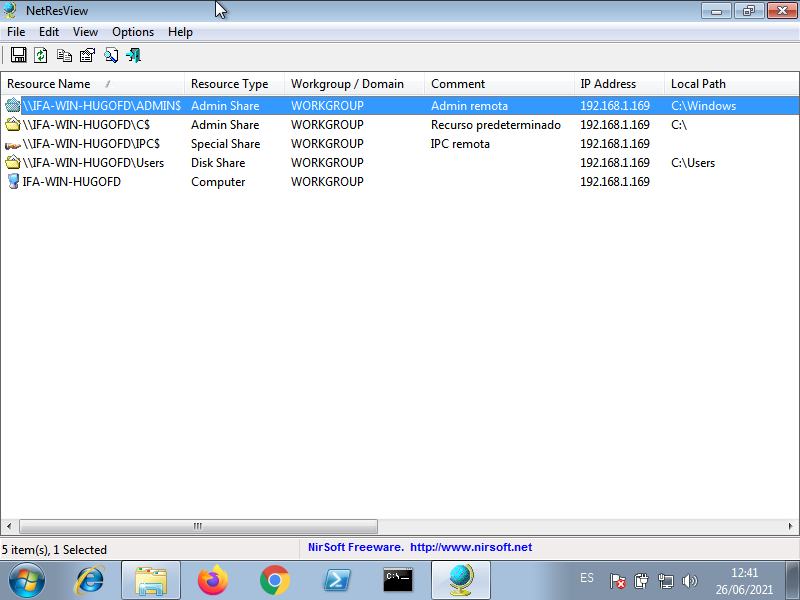 NetResView
File Edit View Options Help
Resource Name / Resource Type Workgroup / Domain Comment IP Address Local Path
\\IFA-WIN-HUGOFD\ADMIN$ Admin Share WORKGROUP Admin remota 192.168.1.169 C:\Windows
\\IFA-WIN-HUGOFD\C$ Admin Share WORKGROUP Recurso predeterminado 192.168.1.169 C:\
\\IFA-WIN-HUGOFD\IPC$ Special Share WORKGROUP IPC remota 192.168.1.169
\\IFA-WIN-HUGOFD\Users Disk Share WORKGROUP 192.168.1.169 C:\Users
IFA-WIN-HUGOFD Computer WORKGROUP 192.168.1.169
5 item(s), 1 Selected NirSoft Freeware. http://www.nirsoft.net
C:\_
ES 12:41
26/06/2021